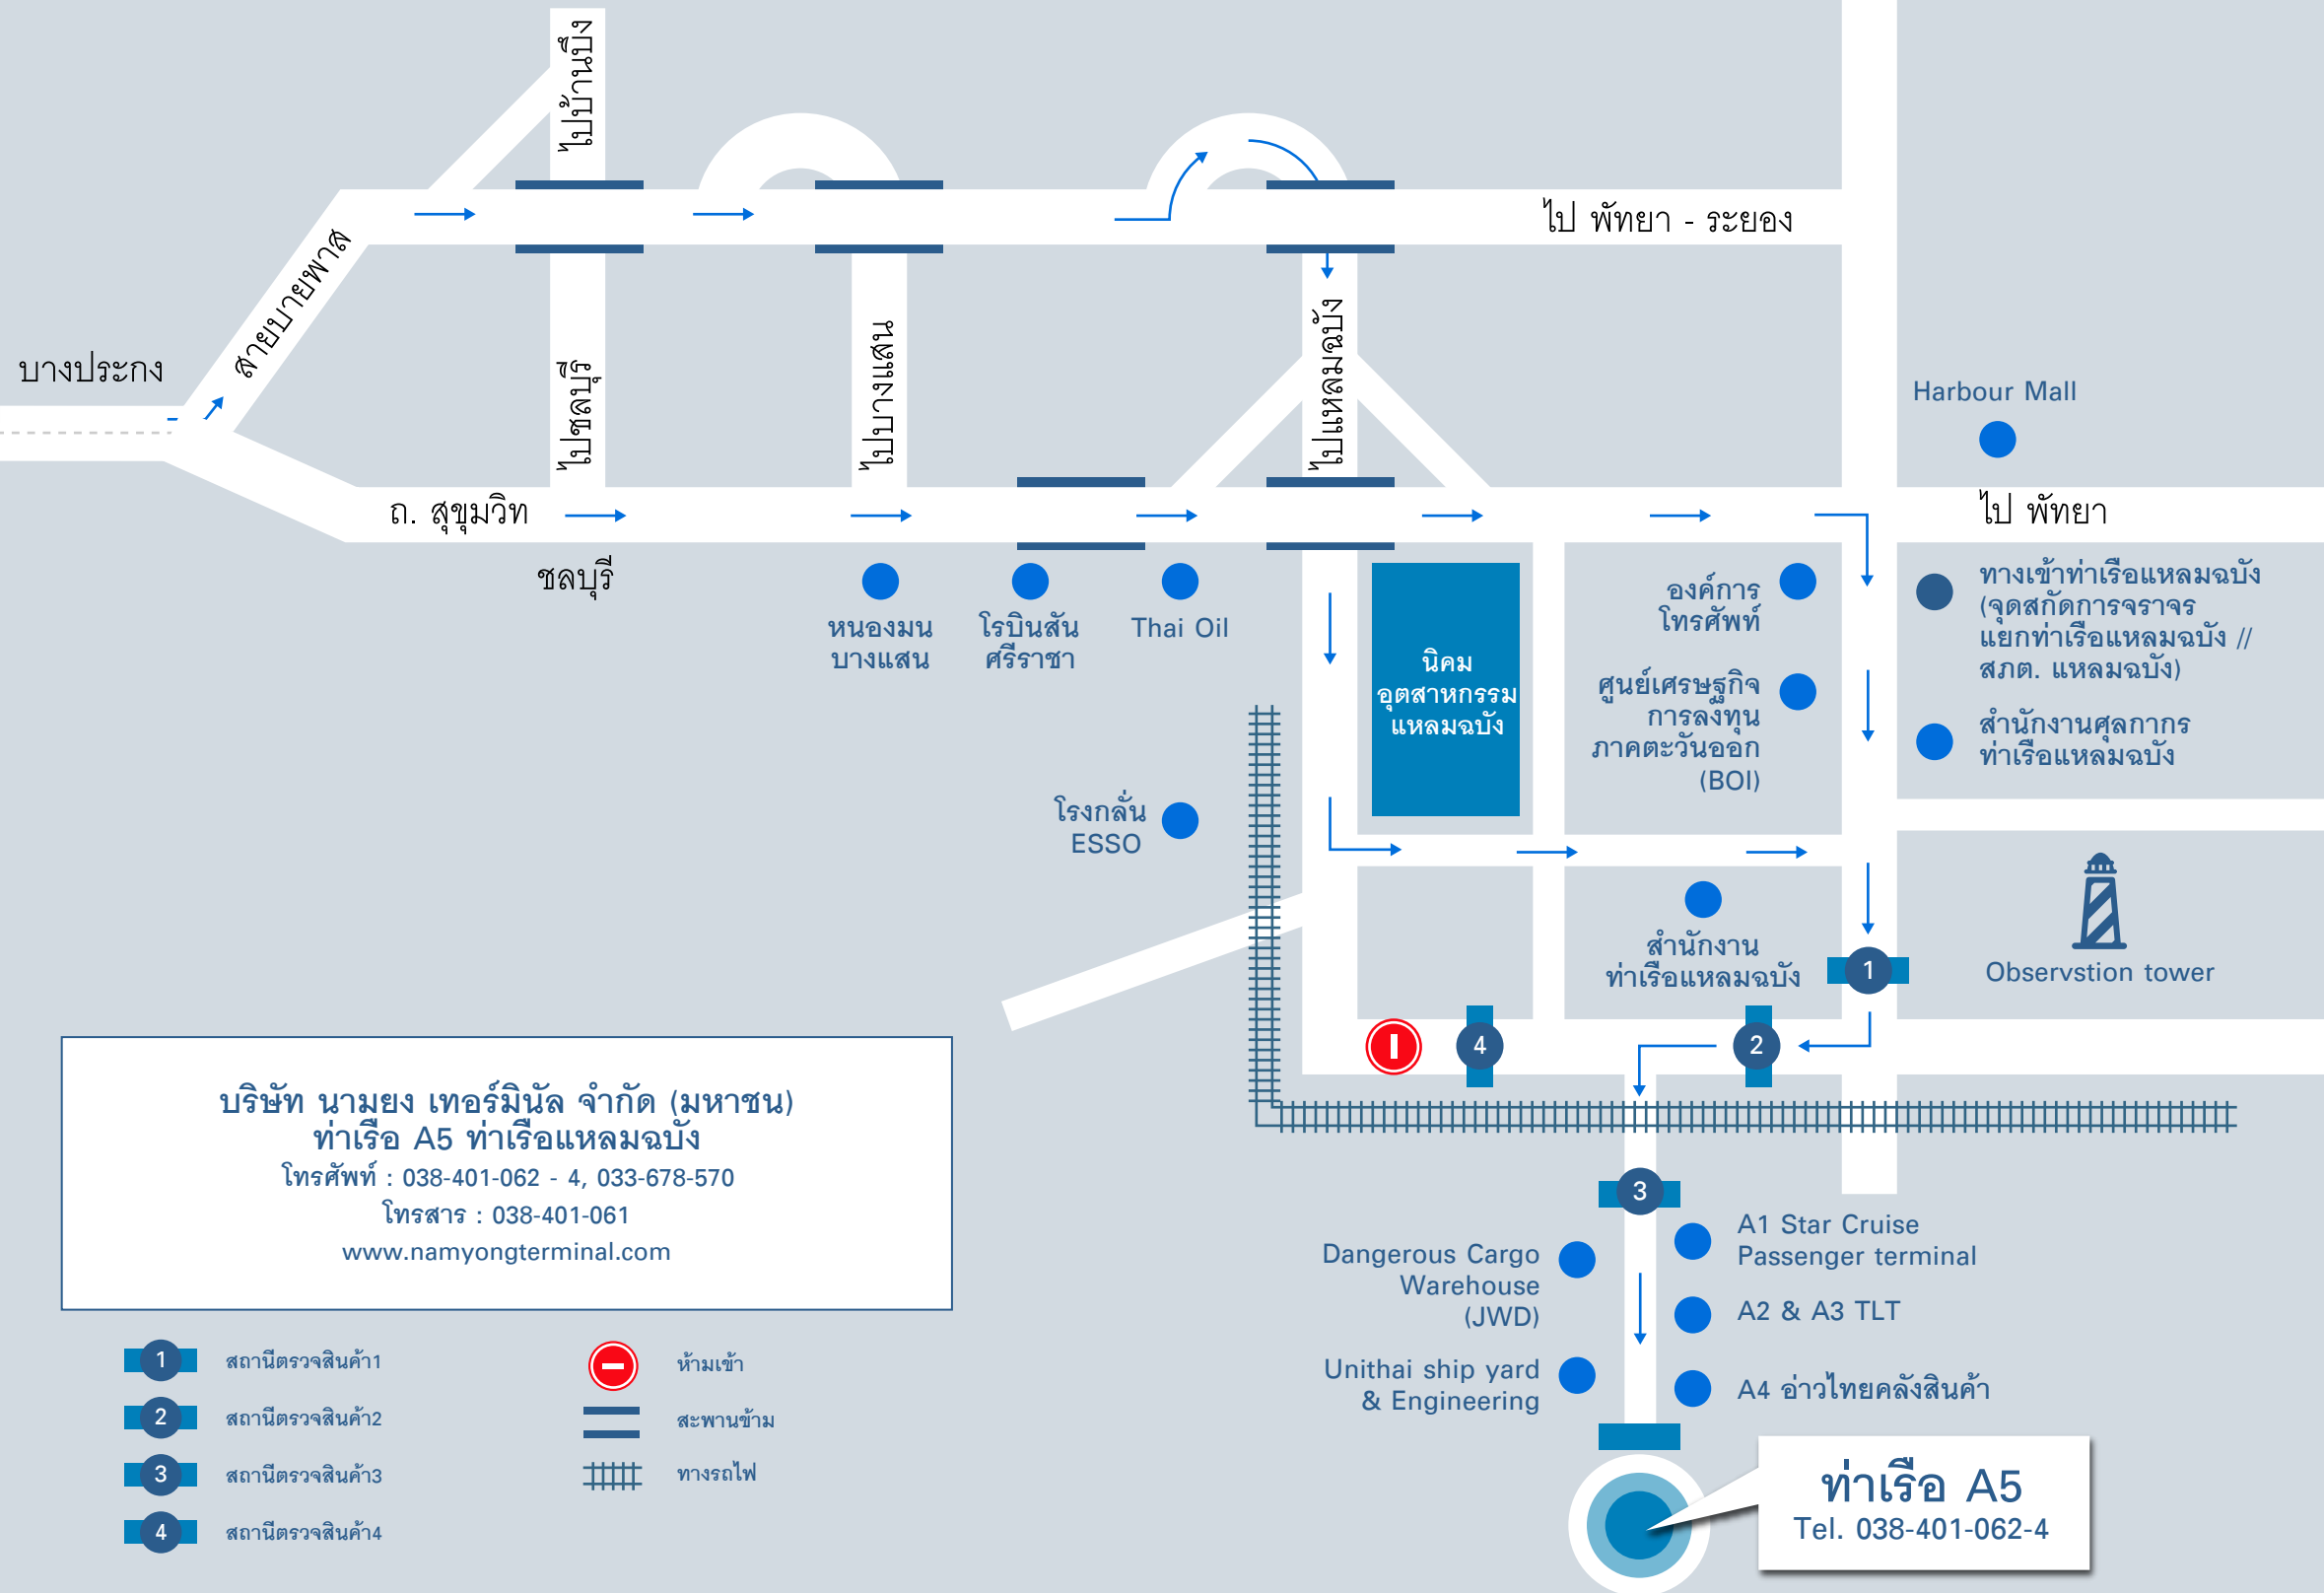 ไปบ้านบึง
สายบายพาส
ไป พัทยา - ระยอง
บางประกง
ไปชลบุรี
ไปบางแสน
ไปแหลมฉบัง
Harbour Mall
ถ. สุขุมวิท
ไป พัทยา
ชลบุรี
หนองมน
บางแสน
โรบินสัน
ศรีราชา
Thai Oil
นิคม
อุตสาหกรรม
แหลมฉบัง
องค์การ
โทรศัพท์
ศูนย์เศรษฐกิจ
การลงทุน
ภาคตะวันออก
(BOI)
ทางเข้าท่าเรือแหลมฉบัง
(จุดสกัดการจราจร
แยกท่าเรือแหลมฉบัง //
สภต. แหลมฉบัง)
สำนักงานศุลกากร
ท่าเรือแหลมฉบัง
โรงกลั่น
ESSO
สำนักงาน
ท่าเรือแหลมฉบัง
1
Observstion tower
4
2
3
บริษัท นามยง เทอร์มินัล จำกัด (มหาชน)
ท่าเรือ A5 ท่าเรือแหลมฉบัง
โทรศัพท์ : 038-401-062 - 4, 033-678-570
โทรสาร : 038-401-061
www.namyongterminal.com
Dangerous Cargo
Warehouse
(JWD)
Unithai ship yard
& Engineering
A1 Star Cruise
Passenger terminal
A2 & A3 TLT
A4 อ่าวไทยคลังสินค้า
ท่าเรือ A5
Tel. 038-401-062-4
1 สถานีตรวจสินค้า1
2 สถานีตรวจสินค้า2
3 สถานีตรวจสินค้า3
4 สถานีตรวจสินค้า4
ห้ามเข้า
สะพานข้าม
ทางรถไฟ